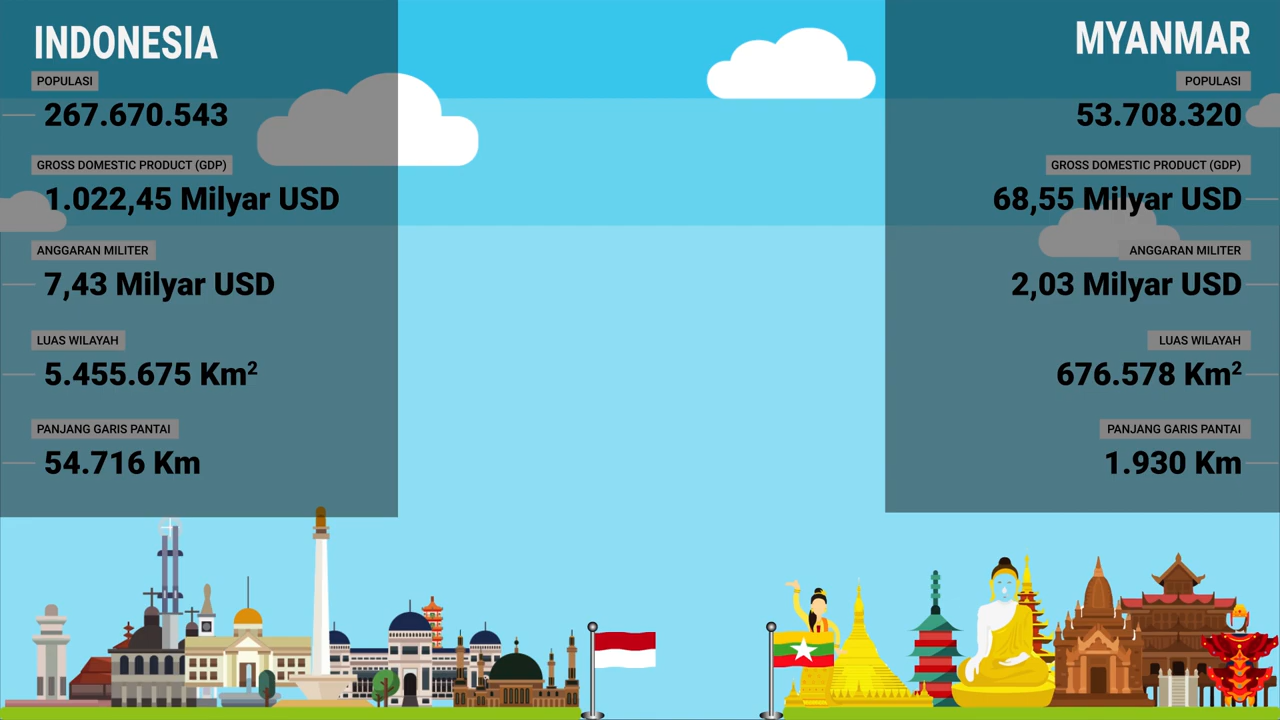 INDONESIA
POPULASI
267.670.543
GROSS DOMESTIC PRODUCT (GDP)
1.022,45 Milyar USD
ANGGARAN MILITER
7,43 Milyar USD
LUAS WILAYAH
5.455.675 Km²
PANJANG GARIS PANTAI
54.716 Km
MYANMAR
POPULASI
53.708.320
GROSS DOMESTIC PRODUCT (GDP)
68,55 Milyar USD
ANGGARAN MILITER
2,03 Milyar USD
LUAS WILAYAH
676.578 Km²
PANJANG GARIS PANTAI
1.930 Km